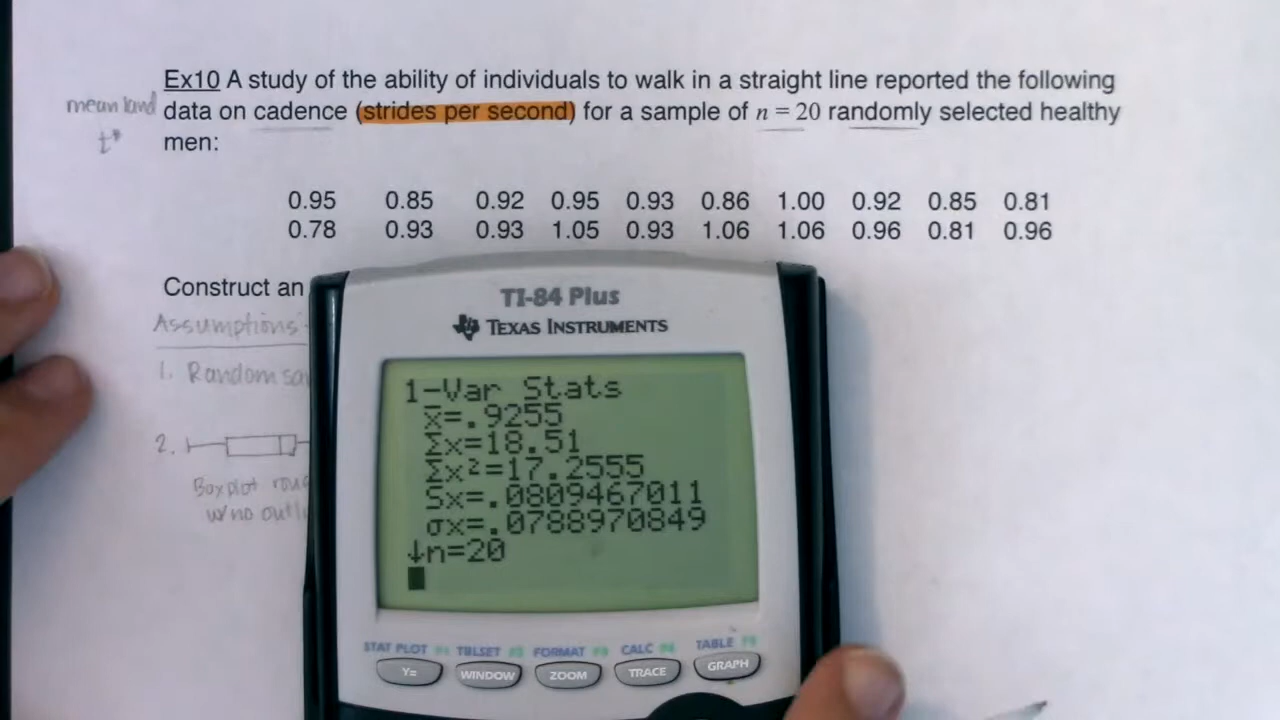 Ex10 A study of the ability of individuals to walk in a straight line reported the following
mean
data on cadence (strides per second) for a sample of n = 20 randomly selected healthy
t*
men:
0.95 0.85 0.92 0.95 0.93 0.86 1.00 0.92 0.85 0.81
0.78 0.93 0.93 1.05 0.93 1.06 1.06 0.96 0.81 0.96
Construct an
Assumptions
1. Random
2.
Boxplot
w/no
TI-84 Plus
TEXAS INSTRUMENTS
1-Var Stats
x̄=.9255
Σx=18.51
Σx²=17.2555
Sx=.0809467011
σx=.0788970849
↓n=20
STAT PLOT F1 TBLSET F2 FORMAT F3 CALC F4 TABLE F5
Y= WINDOW ZOOM TRACE GRAPH